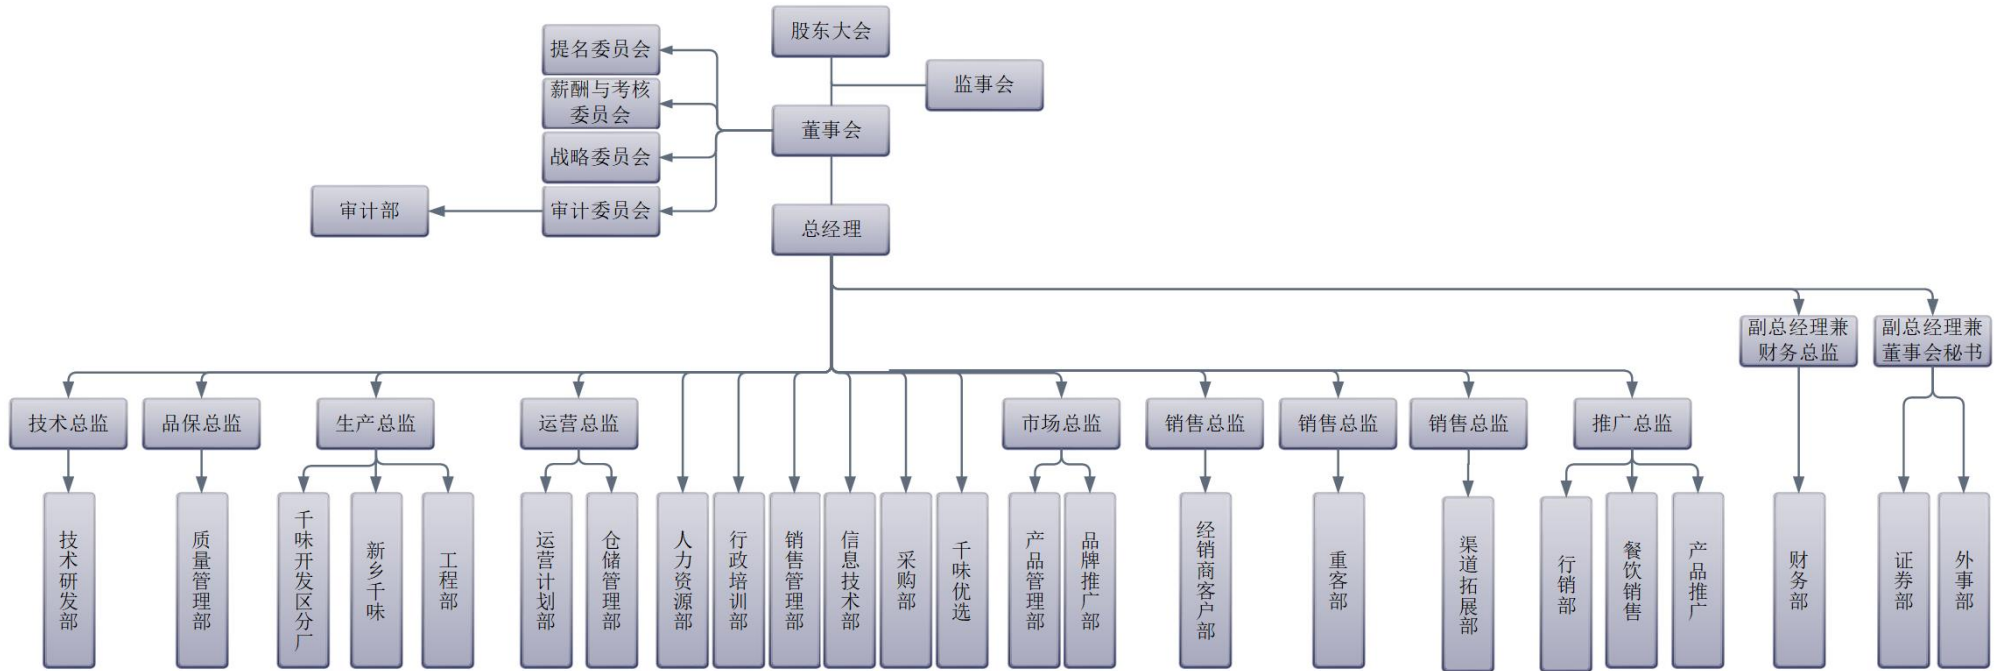 股东大会
提名委员会
监事会
薪酬与考核
委员会
董事会
战略委员会
审计部
审计委员会
总经理
副总经理兼
财务总监
副总经理兼
董事会秘书
技术总监
品保总监
生产总监
运营总监
市场总监
销售总监
销售总监
销售总监
推广总监
技术研发部
质量管理部
千味开发区分厂
新乡千味
工程部
运营计划部
仓储管理部
人力资源部
行政培训部
销售管理部
信息技术部
采购部
千味优选
产品管理部
品牌推广部
经销商客户部
重客部
渠道拓展部
行销部
餐饮销售
产品推广
财务部
证券部
外事部